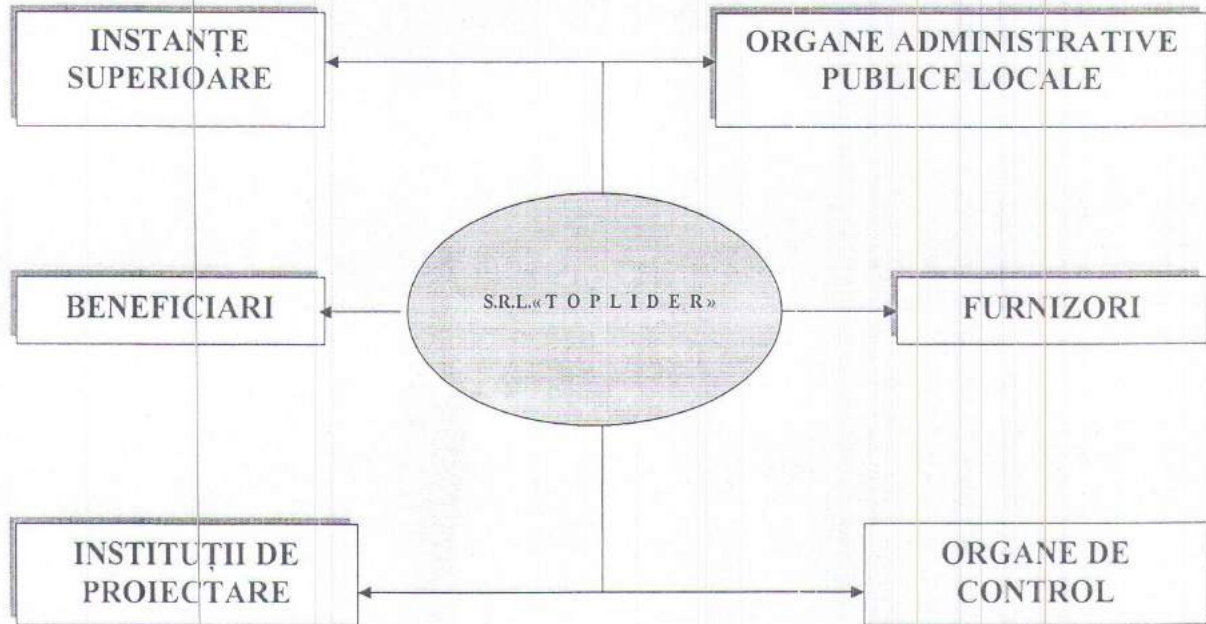 INSTANȚE
SUPERIOARE
ORGANE ADMINISTRATIVE
PUBLICE LOCALE
BENEFICIARI
S.R.L.«T O P L I D E R»
FURNIZORI
INSTITUȚII DE
PROIECTARE
ORGANE DE
CONTROL